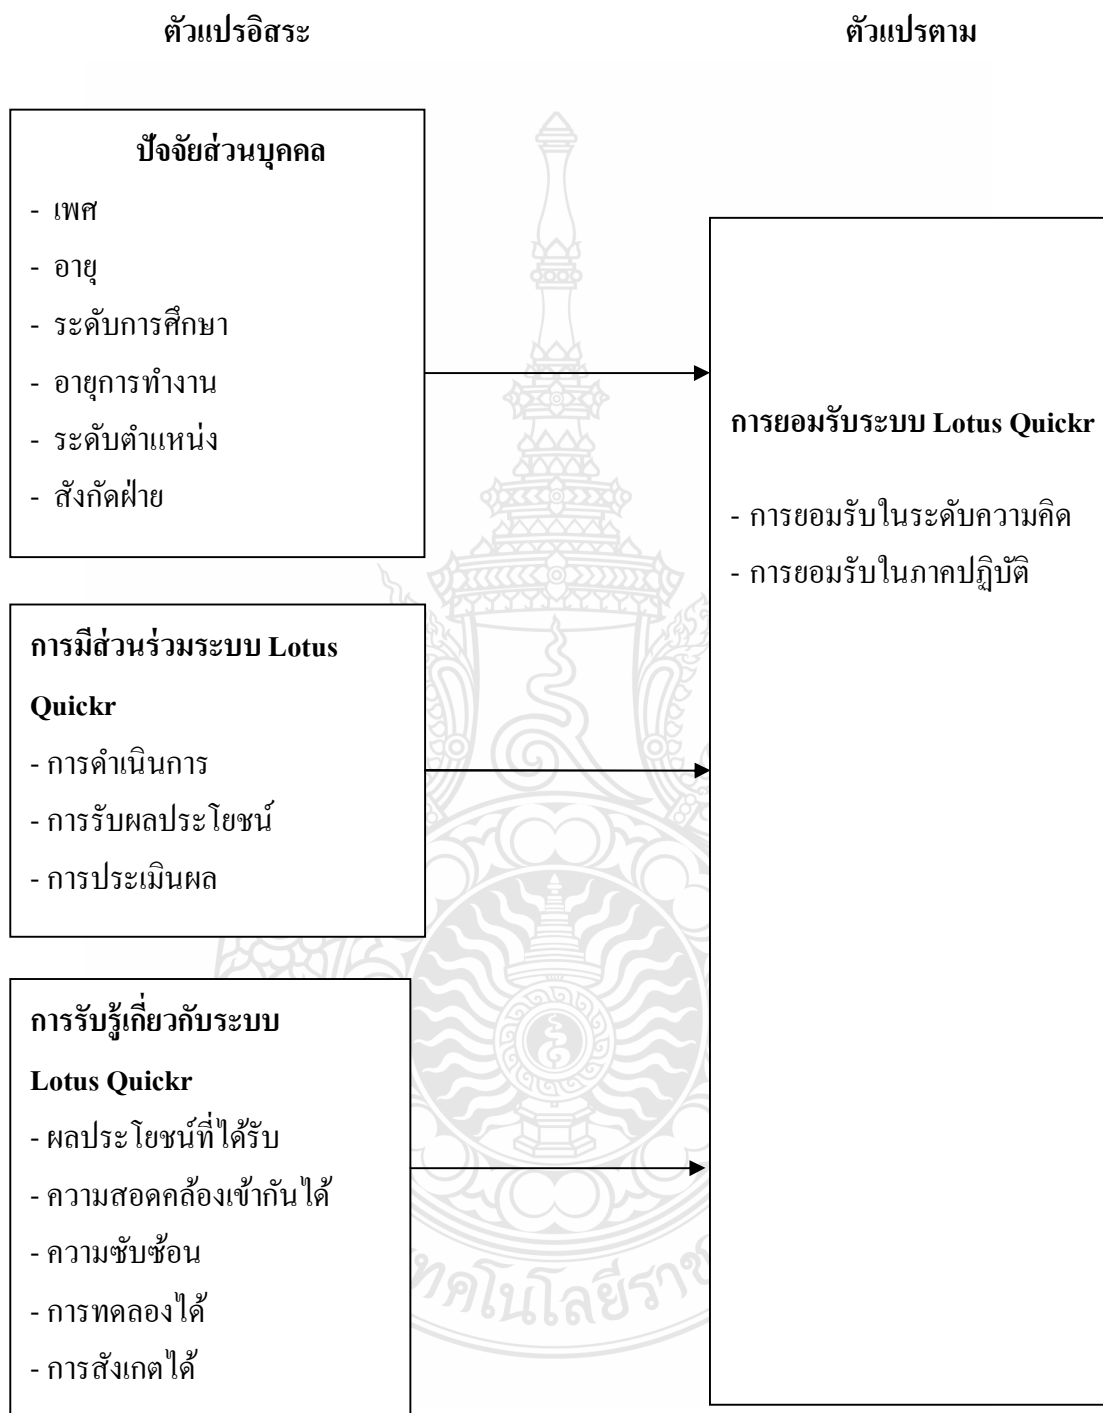 ตัวแปรอิสระ
ตัวแปรตาม
ปัจจัยส่วนบุคคล
- เพศ
- อายุ
- ระดับการศึกษา
- อายุการทำงาน
- ระดับตำแหน่ง
- สังกัดฝ่าย
การมีส่วนร่วมระบบ Lotus
Quickr
- การดำเนินการ
- การรับผลประโยชน์
- การประเมินผล
การรับรู้เกี่ยวกับระบบ
Lotus Quickr
- ผลประโยชน์ที่ได้รับ
- ความสอดคล้องเข้ากันได้
- ความซับซ้อน
- การทดลองได้
- การสังเกตได้
การยอมรับระบบ Lotus Quickr
- การยอมรับในระดับความคิด
- การยอมรับในภาคปฏิบัติ
ทคโนโลยีราช